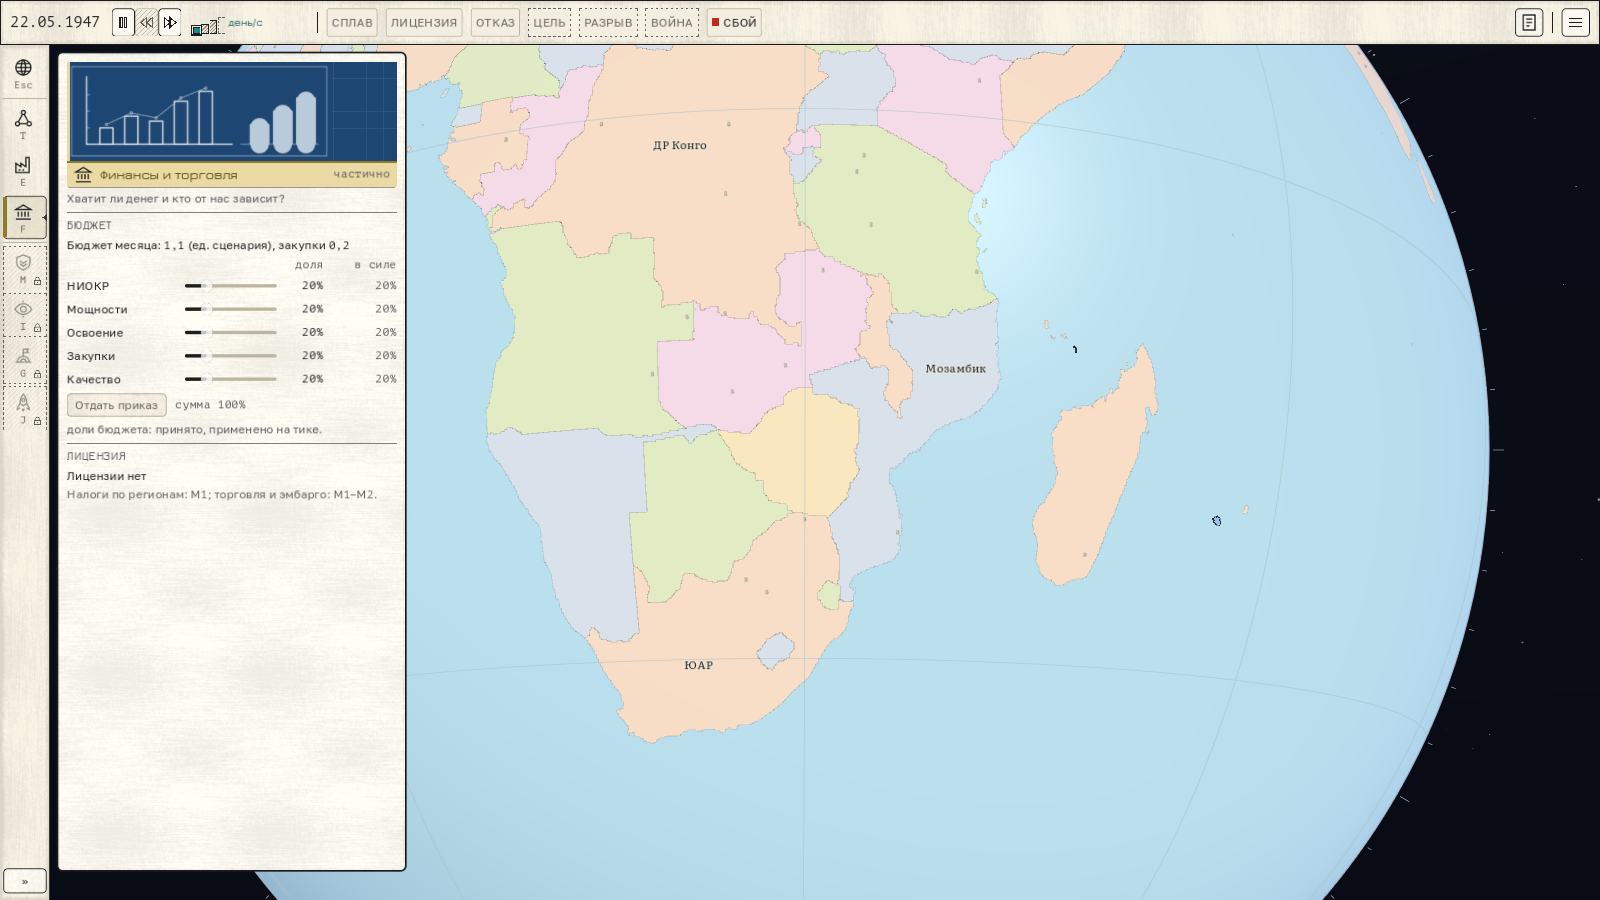 22.05.1947
день/с
СПЛАВ
ЛИЦЕНЗИЯ
ОТКАЗ
ЦЕЛЬ
РАЗРЫВ
ВОЙНА
СБОЙ
Esc
T
E
F
M
I
G
J
»
Финансы и торговля частично
Хватит ли денег и кто от нас зависит?
БЮДЖЕТ
Бюджет месяца: 1,1 (ед. сценария), закупки 0,2
доля в силе
НИОКР 20% 20%
Мощности 20% 20%
Освоение 20% 20%
Закупки 20% 20%
Качество 20% 20%
Отдать приказ сумма 100%
доли бюджета: принято, применено на тике.
ЛИЦЕНЗИЯ
Лицензии нет
Налоги по регионам: М1; торговля и эмбарго: М1–М2.
ДР Конго
Мозамбик
ЮАР